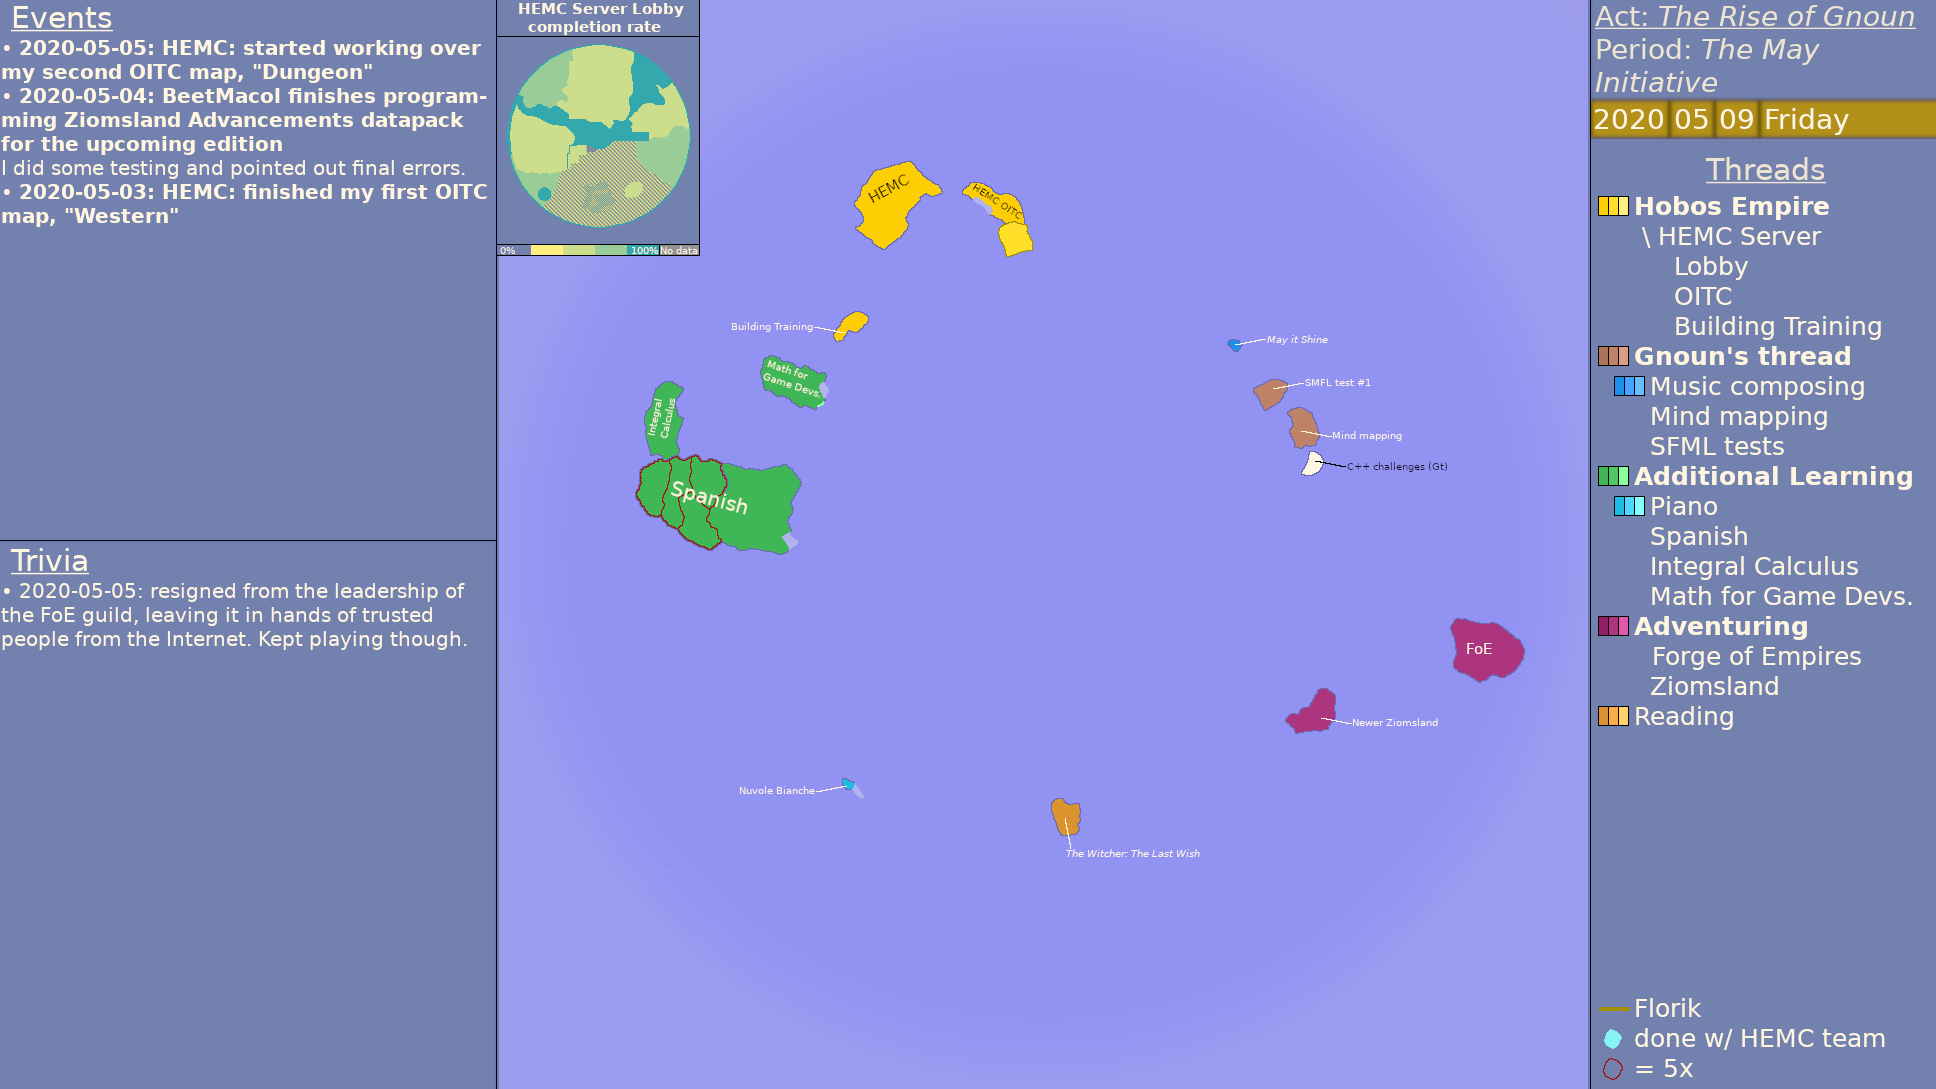 Events
• 2020-05-05: HEMC: started working over
my second OITC map, "Dungeon"
• 2020-05-04: BeetMacol finishes program-
ming Ziomsland Advancements datapack
for the upcoming edition
I did some testing and pointed out final errors.
• 2020-05-03: HEMC: finished my first OITC
map, "Western"
Trivia
• 2020-05-05: resigned from the leadership of
the FoE guild, leaving it in hands of trusted
people from the Internet. Kept playing though.
HEMC Server Lobby
completion rate
0%
100%
No data
HEMC
HEMC OITC
Building Training
Math for
Game Devs.
Integral
Calculus
Spanish
May it Shine
SMFL test #1
Mind mapping
C++ challenges (Gt)
FoE
Newer Ziomsland
Nuvole Bianche
The Witcher: The Last Wish
Act: The Rise of Gnoun
Period: The May
Initiative
2020 05 09 Friday
Threads
Hobos Empire
\ HEMC Server
Lobby
OITC
Building Training
Gnoun's thread
Music composing
Mind mapping
SFML tests
Additional Learning
Piano
Spanish
Integral Calculus
Math for Game Devs.
Adventuring
Forge of Empires
Ziomsland
Reading
Florik
done w/ HEMC team
= 5x